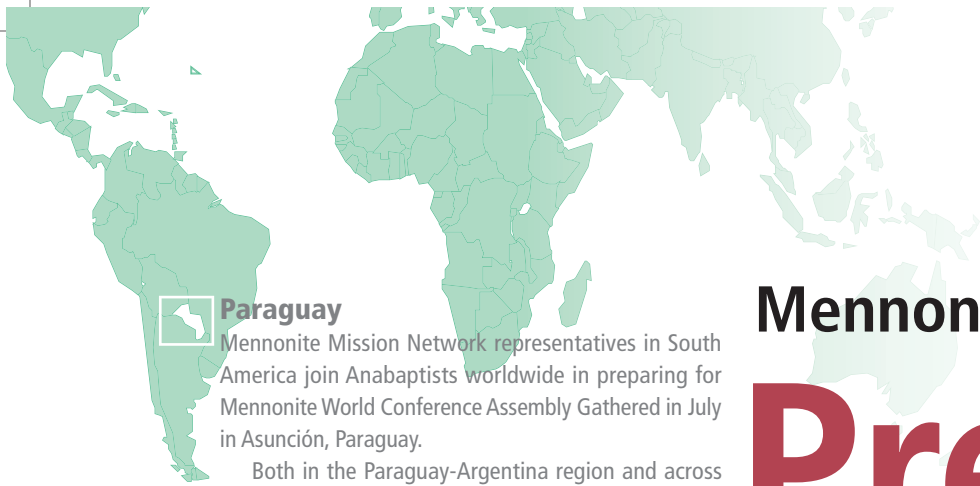 Paraguay
Mennonite Mission Network representatives in South
America join Anabaptists worldwide in preparing for
Mennonite World Conference Assembly Gathered in July
in Asunción, Paraguay.
Both in the Paraguay-Argentina region and across
Mennon
Pre